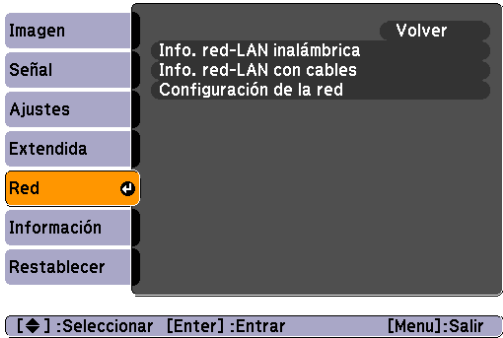 Imagen
Señal
Ajustes
Extendida
Red
Información
Restablecer
Volver
Info. red-LAN inalámbrica
Info. red-LAN con cables
Configuración de la red
[◆] :Seleccionar [Enter] :Entrar [Menu]:Salir